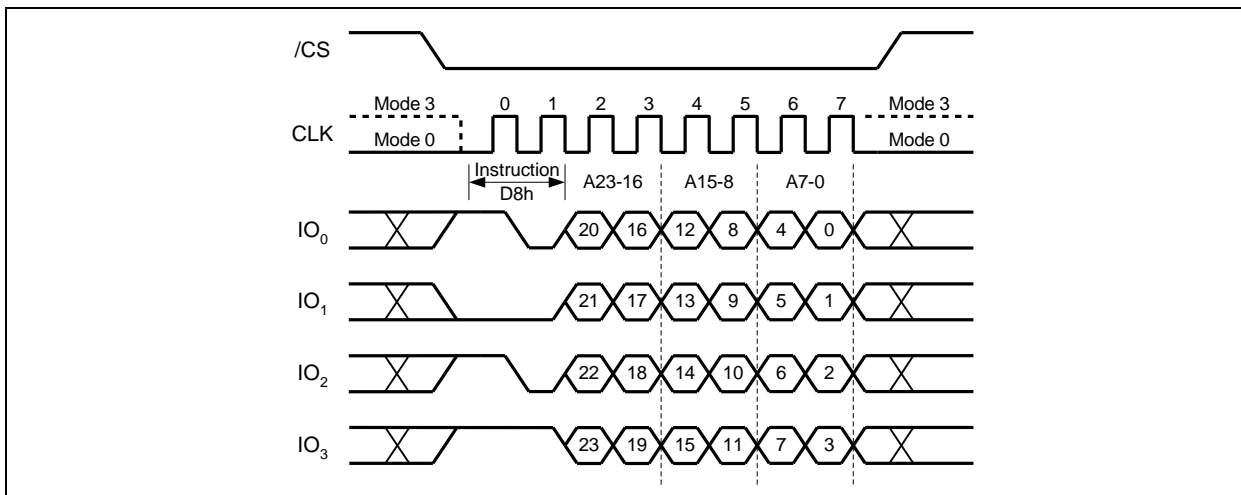 /CS
Mode 3 0 1 2 3 4 5 6 7 Mode 3
CLK
Mode 0 Mode 0
Instruction
D8h
A23-16 A15-8 A7-0
IO0 20 16 12 8 4 0
IO1 21 17 13 9 5 1
IO2 22 18 14 10 6 2
IO3 23 19 15 11 7 3